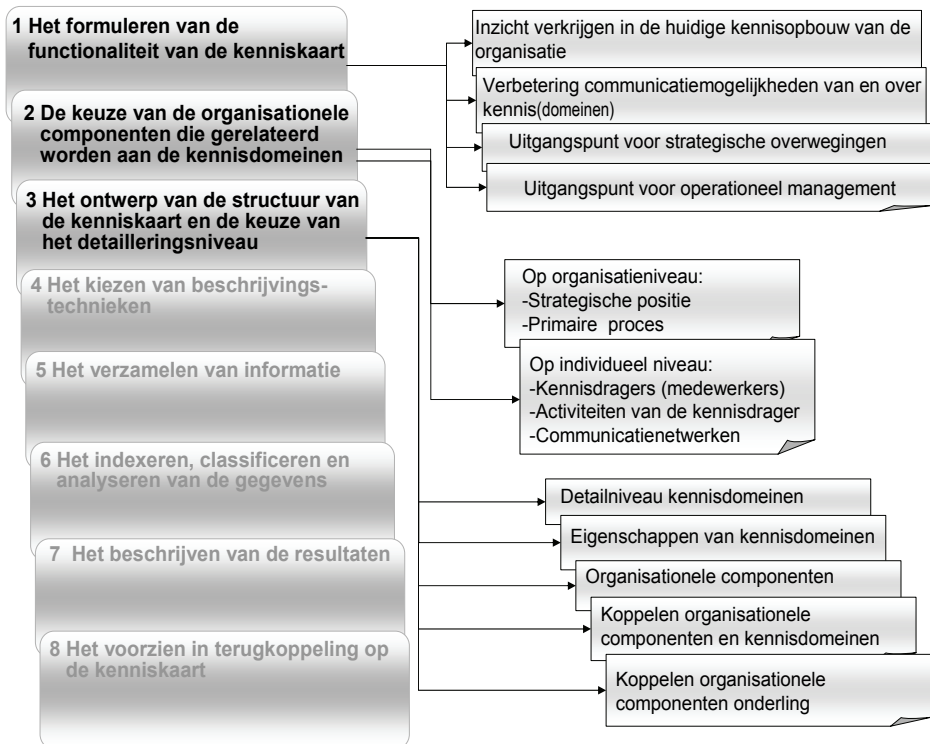 1 Het formuleren van de
functionaliteit van de kenniskaart
2 De keuze van de organisationele
componenten die gerelateerd
worden aan de kennisdomeinen
3 Het ontwerp van de structuur van
de kenniskaart en de keuze van
het detailleringsniveau
4 Het kiezen van beschrijvings-
technieken
5 Het verzamelen van informatie
6 Het indexeren, classificeren en
analyseren van de gegevens
7 Het beschrijven van de resultaten
8 Het voorzien in terugkoppeling op
de kenniskaart
Inzicht verkrijgen in de huidige kennisopbouw van de
organisatie
Verbetering communicatiemogelijkheden van en over
kennis(domeinen)
Uitgangspunt voor strategische overwegingen
Uitgangspunt voor operationeel management
Op organisatieniveau:
-Strategische positie
-Primaire proces
Op individueel niveau:
-Kennisdragers (medewerkers)
-Activiteiten van de kennisdrager
-Communicatienetwerken
Detailniveau kennisdomeinen
Eigenschappen van kennisdomeinen
Organisationele componenten
Koppelen organisationele
componenten en kennisdomeinen
Koppelen organisationele
componenten onderling